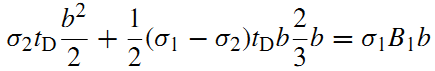 σ₂t_D b²/2 + 1/2(σ₁ − σ₂)t_D b 2/3 b = σ₁B₁b